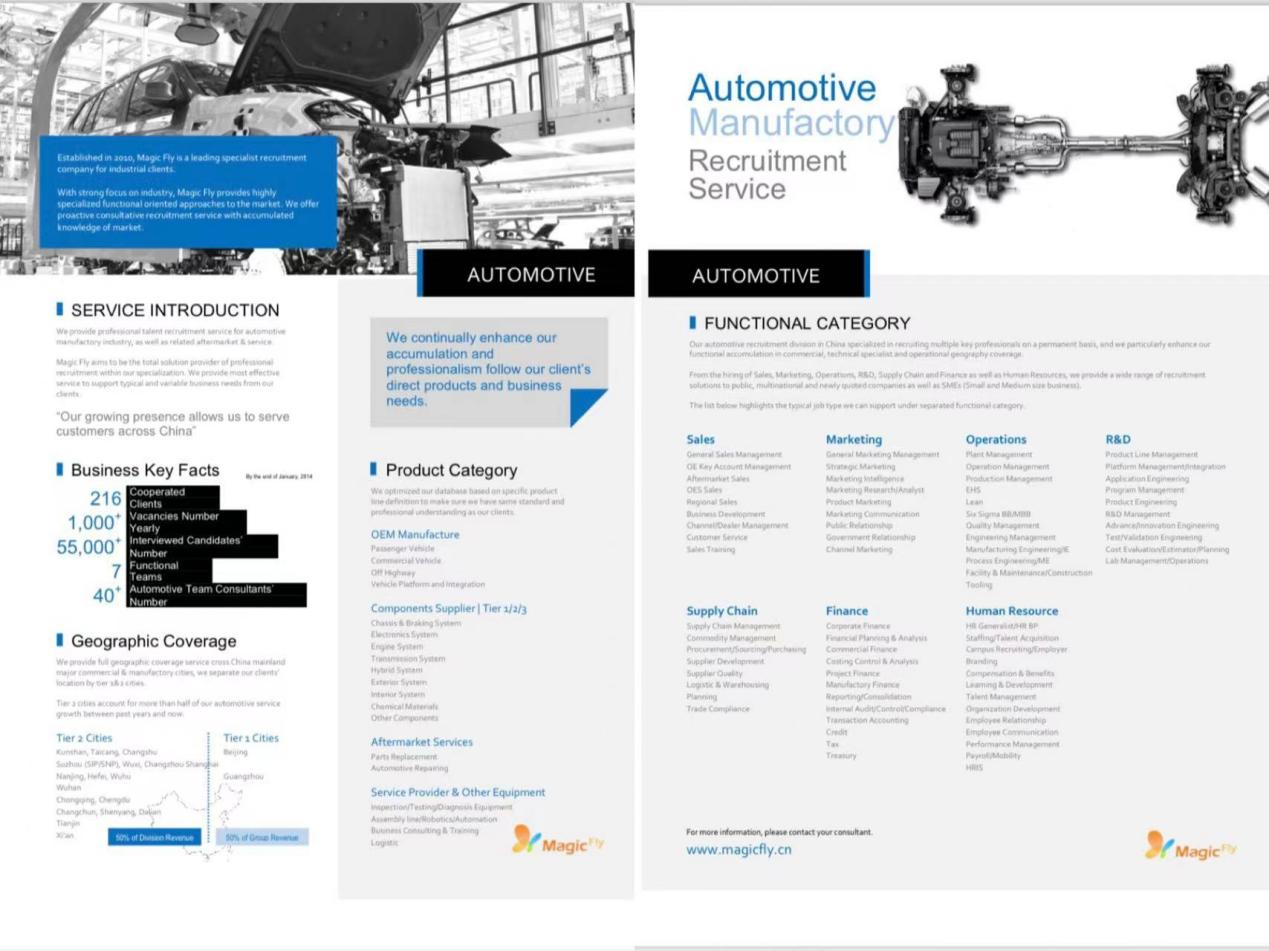 Established in 2010, Magic Fly is a leading specialist recruitment
company for industrial clients.
With strong focus on industry, Magic Fly provides highly
specialized functional oriented approaches to the market. We offer
proactive consultative recruitment service with accumulated
knowledge of market.
AUTOMOTIVE
SERVICE INTRODUCTION
We provide professional talent recruitment service for automotive
manufactory industry, as well as related aftermarket & service.
Magic Fly aims to be the total solution provider of professional
recruitment within our specialization. We provide most effective
service to support typical and variable business needs from our
clients.
“Our growing presence allows us to serve
customers across China”
Business Key Facts
By the end of January, 2014
216 Cooperated
Clients
1,000+ Vacancies Number
Yearly
55,000+ Interviewed Candidates'
Number
7 Functional
Teams
40+ Automotive Team Consultants'
Number
Geographic Coverage
We provide full geographic coverage service cross China mainland
major commercial & manufactory cities, we separate our clients'
location by tier 1&2 cities.
Tier 2 cities account for more than half of our automotive service
growth between past years and now.
Tier 2 Cities
Kunshan, Taicang, Changshu
Suzhou (SIP/SNP), Wuxi, Changzhou
Nanjing, Hefei, Wuhu
Wuhan
Chongqing, Chengdu
Changchun, Shenyang, Dalian
Tianjin
Xi'an
50% of Division Revenue
Tier 1 Cities
Beijing
Shanghai
Guangzhou
50% of Group Revenue
We continually enhance our
accumulation and
professionalism follow our client's
direct products and business
needs.
Product Category
We optimized our database based on specific product
line definition to make sure we have same standard and
professional understanding as our clients.
OEM Manufacture
Passenger Vehicle
Commercial Vehicle
Off Highway
Vehicle Platform and Integration
Components Supplier | Tier 1/2/3
Chassis & Braking System
Electronics System
Engine System
Transmission System
Hybrid System
Exterior System
Interior System
Chemical Materials
Other Components
Aftermarket Services
Parts Replacement
Automotive Repairing
Service Provider & Other Equipment
Inspection/Testing/Diagnosis Equipment
Assembly line/Robotics/Automation
Business Consulting & Training
Logistic
Magic Fly
Automotive
Manufactory
Recruitment
Service
AUTOMOTIVE
FUNCTIONAL CATEGORY
Our automotive recruitment division in China specialized in recruiting multiple key professionals on a permanent basis, and we particularly enhance our
functional accumulation in commercial, technical specialist and operational geography coverage.
From the hiring of Sales, Marketing, Operations, R&D, Supply Chain and Finance as well as Human Resources, we provide a wide range of recruitment
solutions to public, multinational and newly quoted companies as well as SMEs (Small and Medium size business).
The list below highlights the typical job type we can support under separated functional category.
Sales
General Sales Management
OE Key Account Management
Aftermarket Sales
OES Sales
Regional Sales
Business Development
Channel/Dealer Management
Customer Service
Sales Training
Marketing
General Marketing Management
Strategic Marketing
Marketing Intelligence
Marketing Research/Analyst
Product Marketing
Marketing Communication
Public Relationship
Government Relationship
Channel Marketing
Operations
Plant Management
Operation Management
Production Management
EHS
Lean
Six Sigma BB/MBB
Quality Management
Engineering Management
Manufacturing Engineering/IE
Process Engineering/ME
Facility & Maintenance/Construction
Tooling
R&D
Product Line Management
Platform Management/Integration
Application Engineering
Program Management
Product Engineering
R&D Management
Advance/Innovation Engineering
Test/Validation Engineering
Cost Evaluation/Estimator/Planning
Lab Management/Operations
Supply Chain
Supply Chain Management
Commodity Management
Procurement/Sourcing/Purchasing
Supplier Development
Supplier Quality
Logistic & Warehousing
Planning
Trade Compliance
Finance
Corporate Finance
Financial Planning & Analysis
Commercial Finance
Costing Control & Analysis
Project Finance
Manufactory Finance
Reporting/Consolidation
Internal Audit/Control/Compliance
Transaction Accounting
Credit
Tax
Treasury
Human Resource
HR Generalist/HR BP
Staffing/Talent Acquisition
Campus Recruiting/Employer
Branding
Compensation & Benefits
Learning & Development
Talent Management
Organization Development
Employee Relationship
Employee Communication
Performance Management
Payroll/Mobility
HRIS
For more information, please contact your consultant.
www.magicfly.cn
Magic Fly